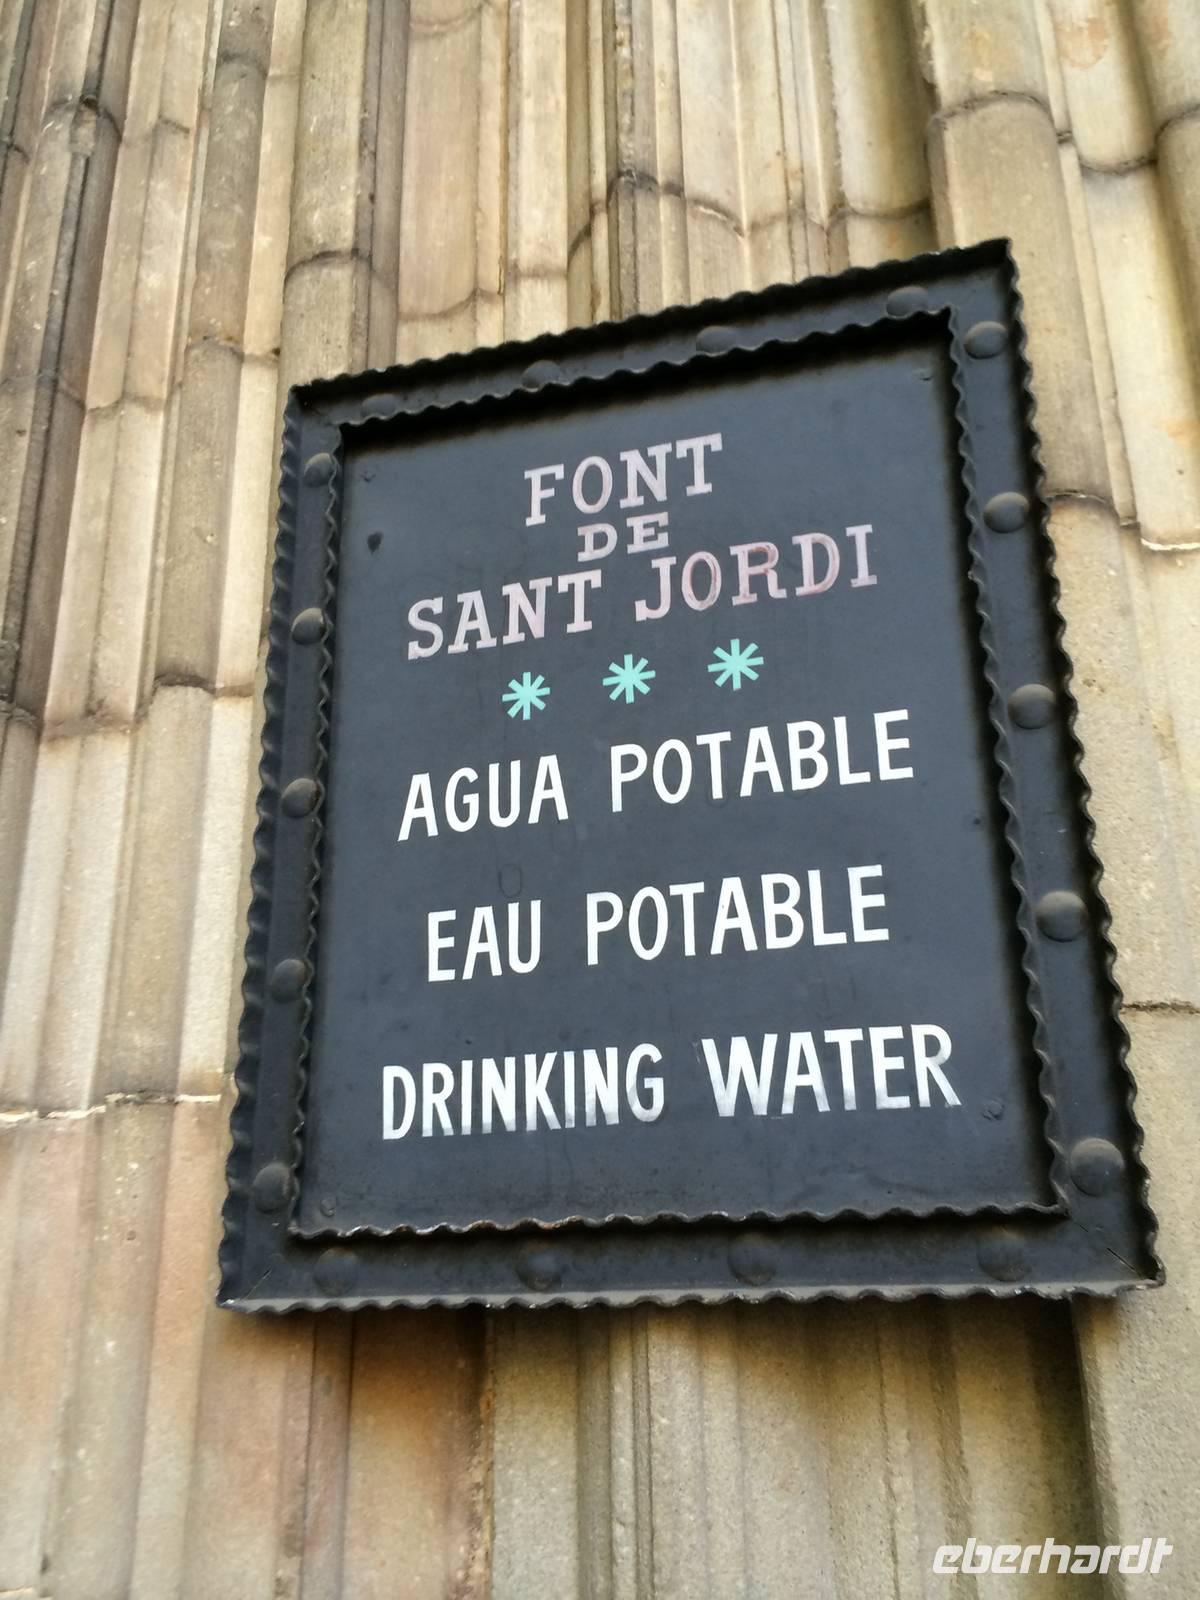 FONT
DE
SANT JORDI
* * *
AGUA POTABLE
EAU POTABLE
DRINKING WATER
eberhardt